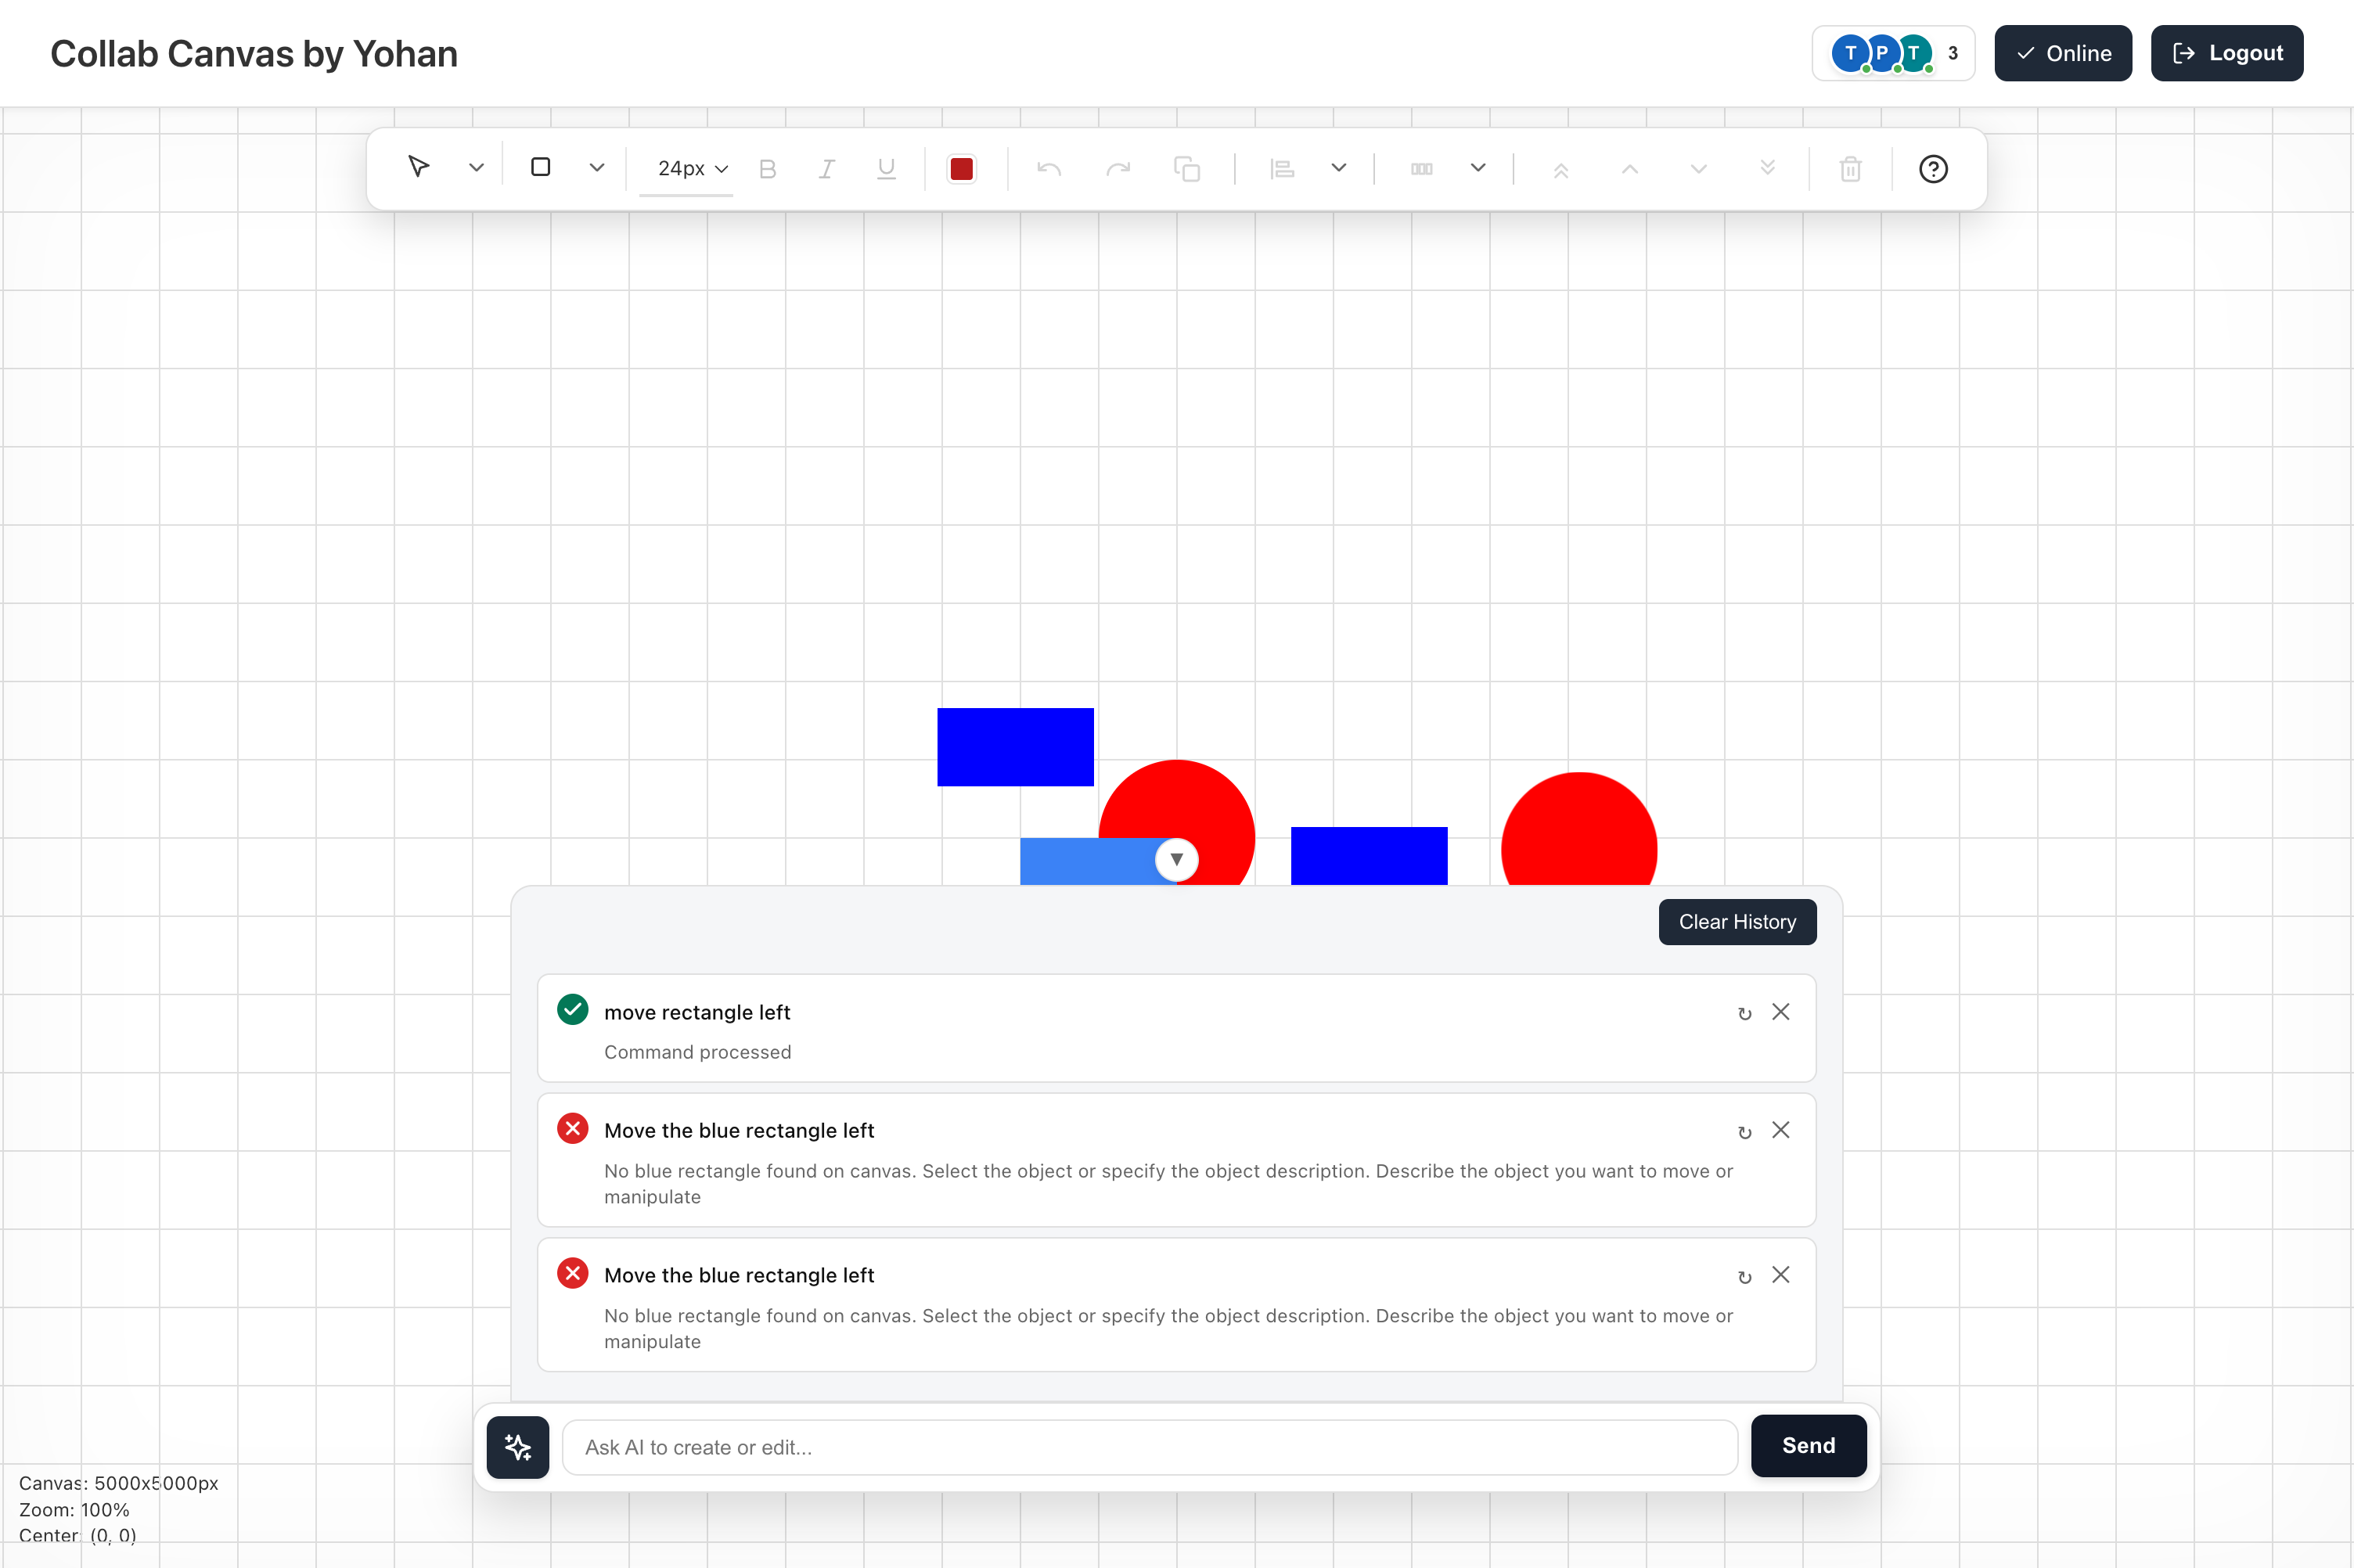 Collab Canvas by Yohan
T P T 3
Online
Logout
24px
Clear History
move rectangle left
Command processed
Move the blue rectangle left
No blue rectangle found on canvas. Select the object or specify the object description. Describe the object you want to move or
manipulate
Move the blue rectangle left
No blue rectangle found on canvas. Select the object or specify the object description. Describe the object you want to move or
manipulate
Ask AI to create or edit...
Send
Canvas: 5000x5000px
Zoom: 100%
Center: (0, 0)